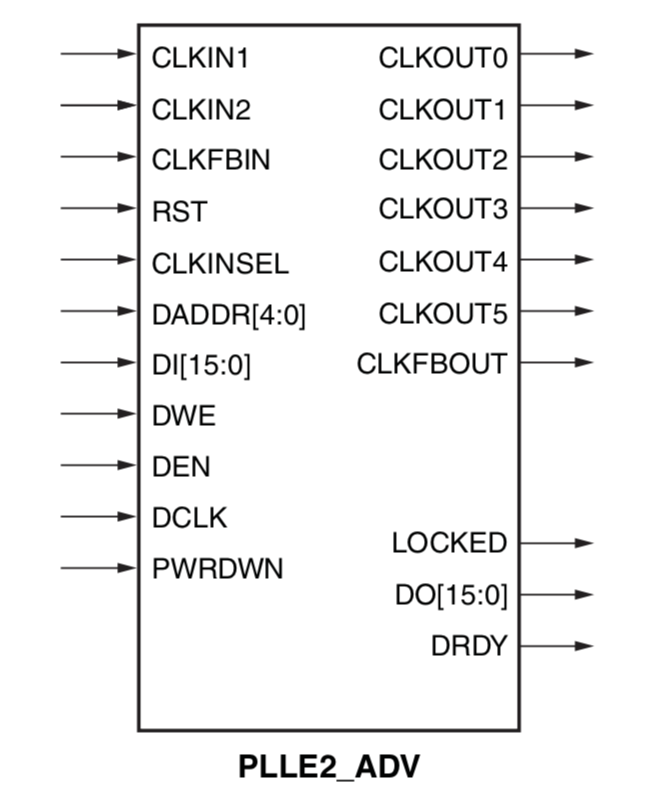 CLKIN1
CLKIN2
CLKFBIN
RST
CLKINSEL
DADDR[4:0]
DI[15:0]
DWE
DEN
DCLK
PWRDWN
CLKOUT0
CLKOUT1
CLKOUT2
CLKOUT3
CLKOUT4
CLKOUT5
CLKFBOUT
LOCKED
DO[15:0]
DRDY
PLLE2_ADV